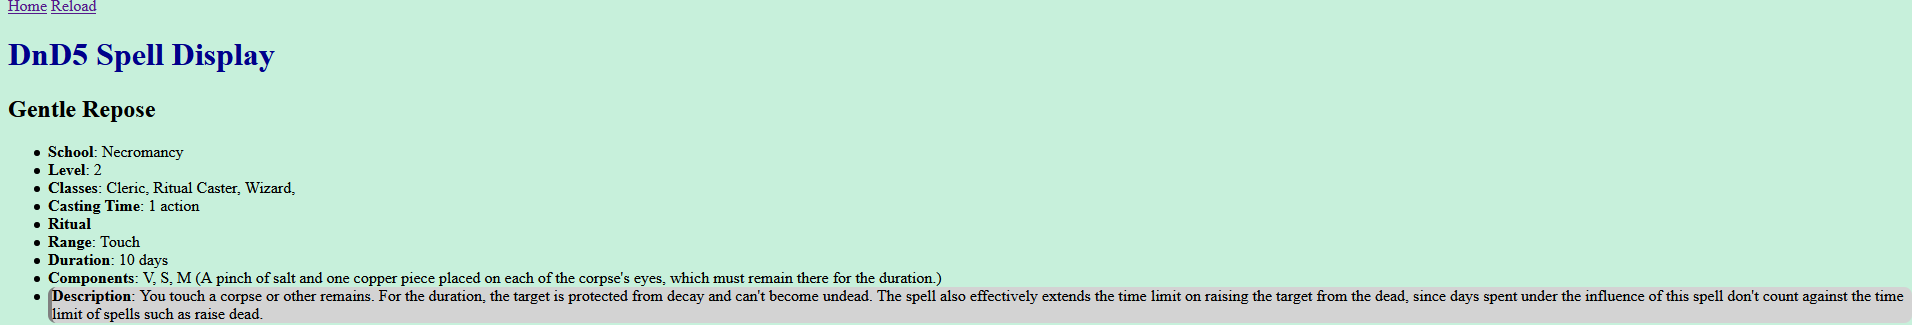 Home Reload
DnD5 Spell Display
Gentle Repose
School: Necromancy
Level: 2
Classes: Cleric, Ritual Caster, Wizard,
Casting Time: 1 action
Ritual
Range: Touch
Duration: 10 days
Components: V, S, M (A pinch of salt and one copper piece placed on each of the corpse's eyes, which must remain there for the duration.)
Description: You touch a corpse or other remains. For the duration, the target is protected from decay and can't become undead. The spell also effectively extends the time limit on raising the target from the dead, since days spent under the influence of this spell don't count against the time
limit of spells such as raise dead.